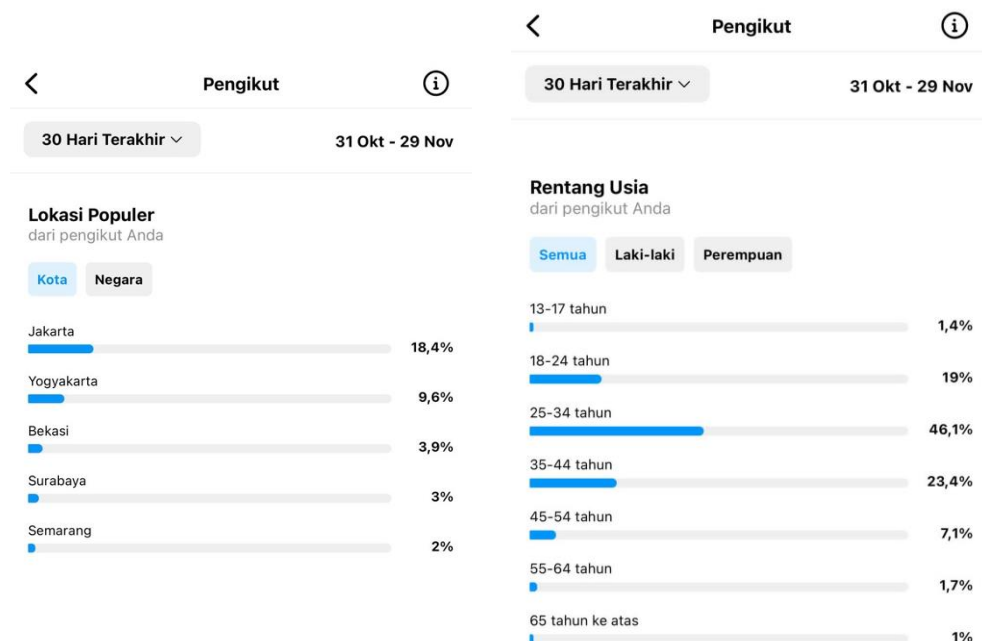 Pengikut
30 Hari Terakhir
31 Okt - 29 Nov
Lokasi Populer
dari pengikut Anda
Kota
Negara
Jakarta
18,4%
Yogyakarta
9,6%
Bekasi
3,9%
Surabaya
3%
Semarang
2%
Pengikut
30 Hari Terakhir
31 Okt - 29 Nov
Rentang Usia
dari pengikut Anda
Semua
Laki-laki
Perempuan
13-17 tahun
1,4%
18-24 tahun
19%
25-34 tahun
46,1%
35-44 tahun
23,4%
45-54 tahun
7,1%
55-64 tahun
1,7%
65 tahun ke atas
1%